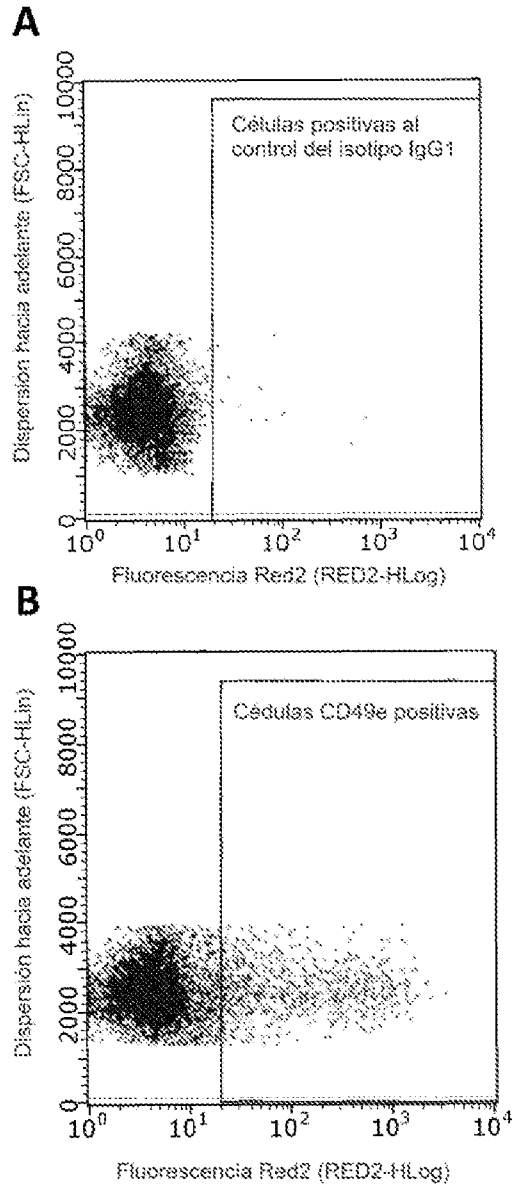 A
Dispersión hacia adelante (FSC-HLin)
10000
8000
6000
4000
2000
0
Células positivas al
control del isotipo IgG1
10^0 10^1 10^2 10^3 10^4
Fluorescencia Red2 (RED2-HLog)
B
Dispersión hacia adelante (FSC-HLin)
10000
8000
6000
4000
2000
0
Cédulas CD49e positivas
10^0 10^1 10^2 10^3 10^4
Fluorescencia Red2 (RED2-HLog)